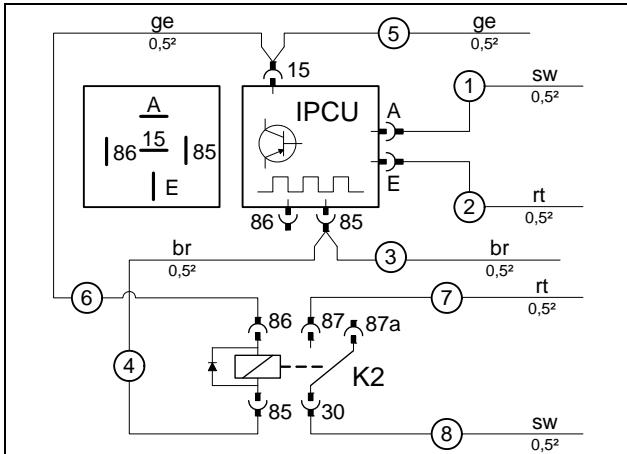 ge 5 ge
0,5² 0,5²
15
1 sw
0,5²
IPCU A
A
86 15 85
E
E
2 rt
0,5²
86 85
br 3 br
0,5² 0,5²
6 7 rt
0,5²
86 87 87a
4
K2
85 30
8 sw
0,5²